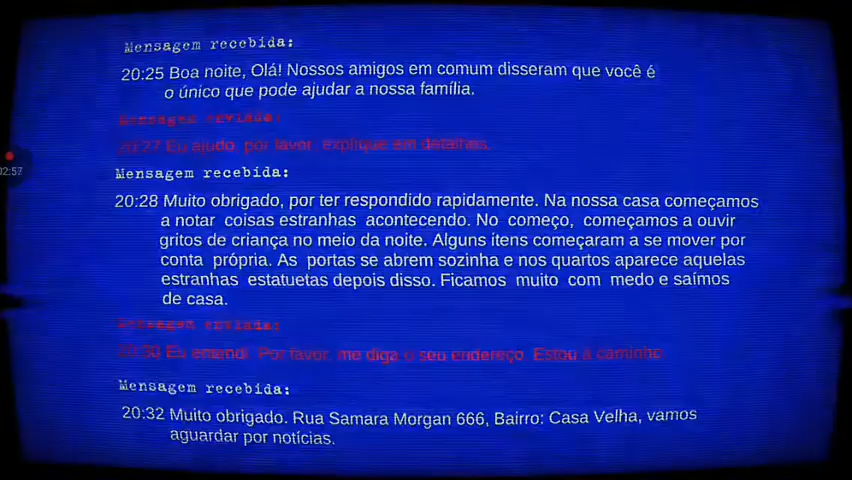 Mensagem recebida:
20:25 Boa noite, Olá! Nossos amigos em comum disseram que você é
o único que pode ajudar a nossa família.
Mensagem enviada:
20:27 Eu ajudo, por favor, explique em detalhes.
02:57
Mensagem recebida:
20:28 Muito obrigado, por ter respondido rapidamente. Na nossa casa começamos
a notar coisas estranhas acontecendo. No começo, começamos a ouvir
gritos de criança no meio da noite. Alguns itens começaram a se mover por
conta própria. As portas se abrem sozinha e nos quartos aparece aquelas
estranhas estatuetas depois disso. Ficamos muito com medo e saímos
de casa.
Mensagem enviada:
20:30 Eu entendi. Por favor, me diga o seu endereço. Estou a caminho
Mensagem recebida:
20:32 Muito obrigado. Rua Samara Morgan 666, Bairro: Casa Velha, vamos
aguardar por notícias.